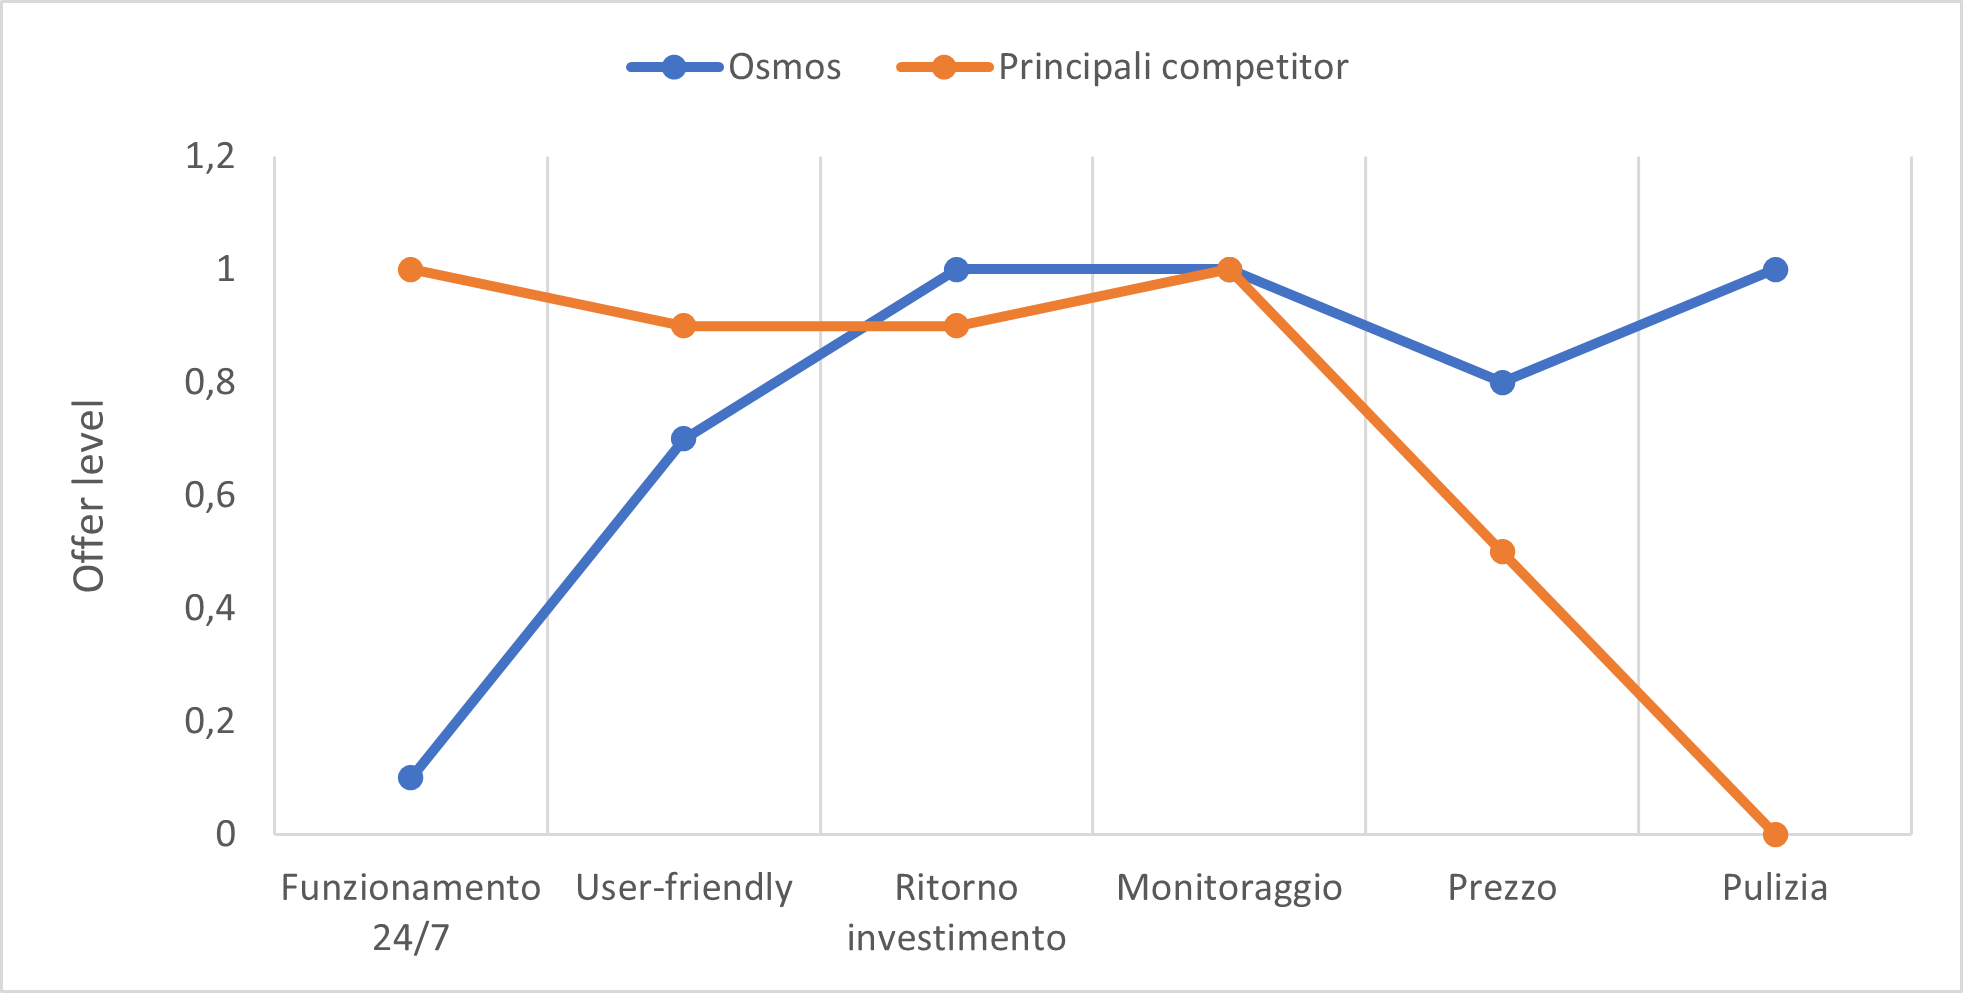 Osmos
Principali competitor
1,2
1
0,8
0,6
0,4
0,2
0
Offer level
Funzionamento
24/7
User-friendly
Ritorno
investimento
Monitoraggio
Prezzo
Pulizia